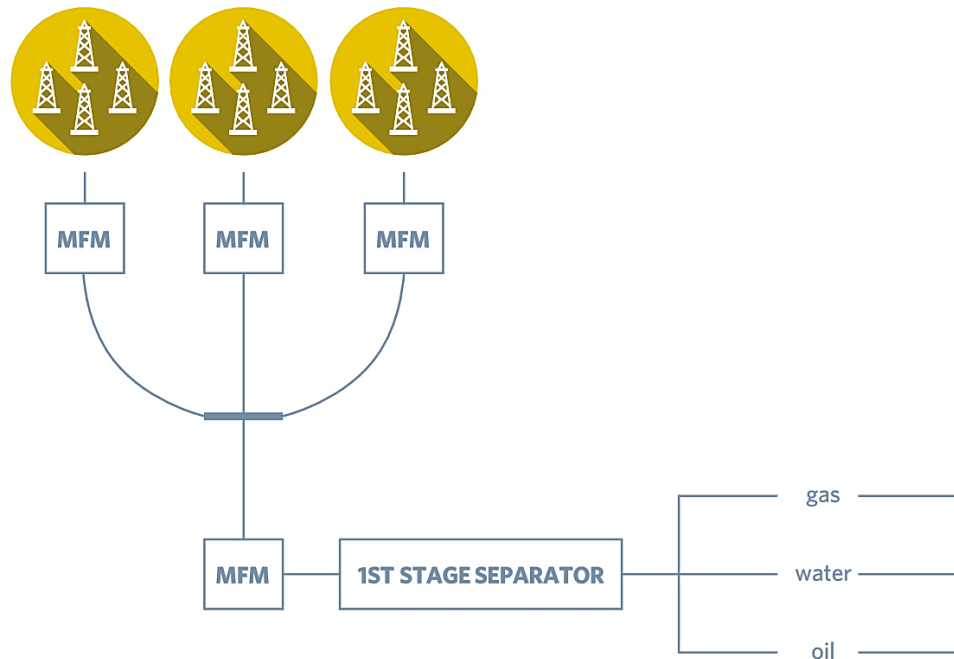 MFM
MFM
MFM
gas
MFM
1ST STAGE SEPARATOR
water
oil